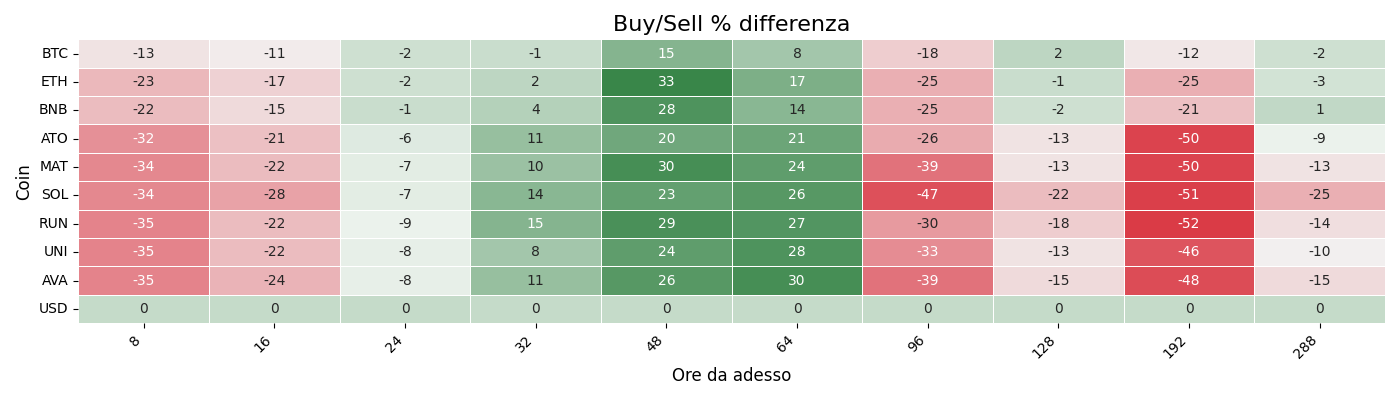 Buy/Sell % differenza
Coin
BTC -13 -11 -2 -1 15 8 -18 2 -12 -2
ETH -23 -17 -2 2 33 17 -25 -1 -25 -3
BNB -22 -15 -1 4 28 14 -25 -2 -21 1
ATO -32 -21 -6 11 20 21 -26 -13 -50 -9
MAT -34 -22 -7 10 30 24 -39 -13 -50 -13
SOL -34 -28 -7 14 23 26 -47 -22 -51 -25
RUN -35 -22 -9 15 29 27 -30 -18 -52 -14
UNI -35 -22 -8 8 24 28 -33 -13 -46 -10
AVA -35 -24 -8 11 26 30 -39 -15 -48 -15
USD 0 0 0 0 0 0 0 0 0 0
8 16 24 32 48 64 96 128 192 288
Ore da adesso